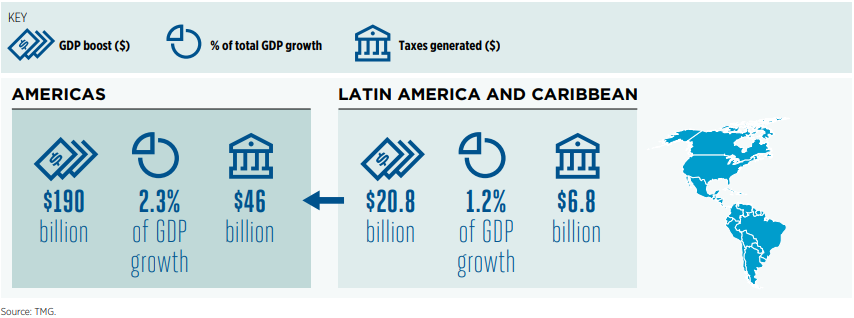 KEY
GDP boost ($)
% of total GDP growth
Taxes generated ($)
AMERICAS
$
$190
billion
2.3%
of GDP
growth
$46
billion
LATIN AMERICA AND CARIBBEAN
$
$20.8
billion
1.2%
of GDP
growth
$6.8
billion
Source: TMG.